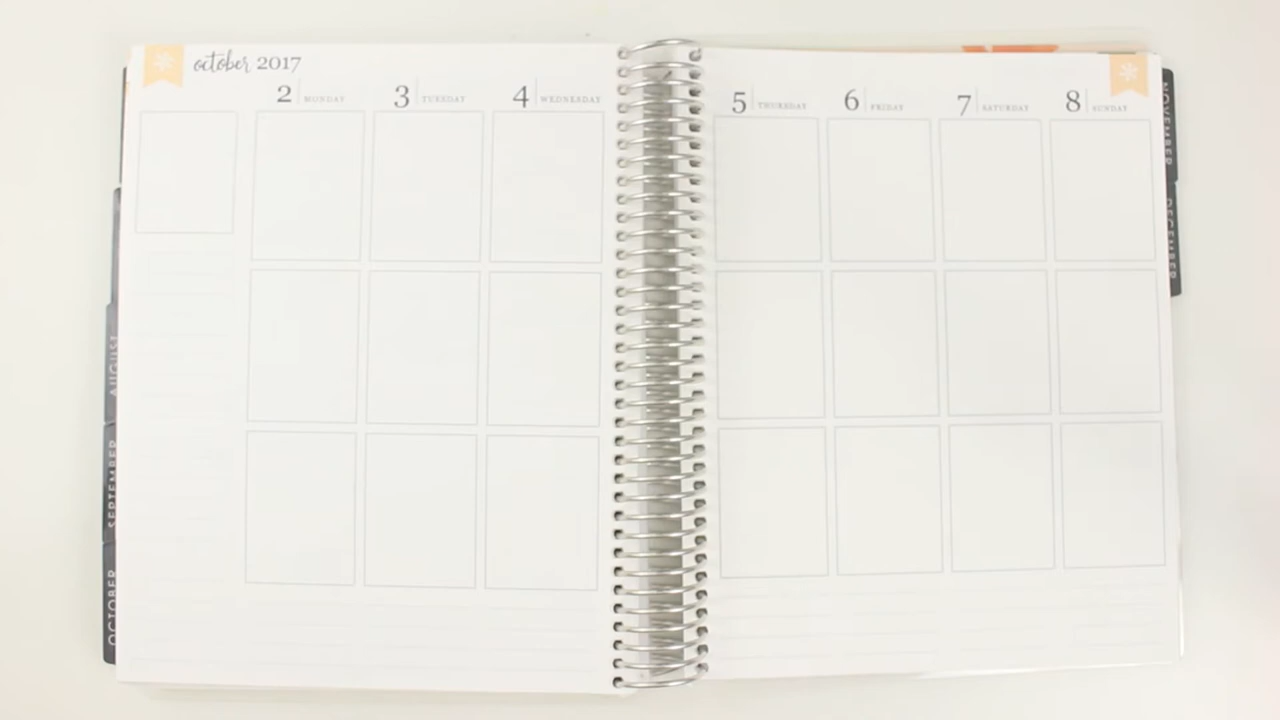 october 2017
2 MONDAY 3 TUESDAY 4 WEDNESDAY
5 THURSDAY 6 FRIDAY 7 SATURDAY 8 SUNDAY
AUGUST
SEPTEMBER
OCTOBER
NOVEMBER
DECEMBER